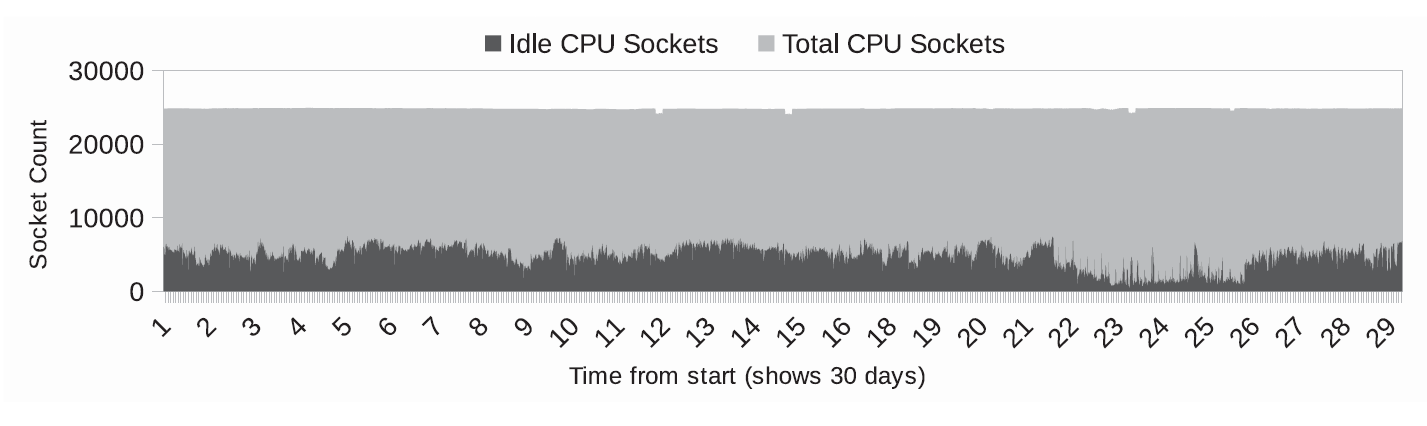 Idle CPU Sockets Total CPU Sockets
30000
20000
10000
0
Socket Count
1 2 3 4 5 6 7 8 9 10 11 12 13 14 15 16 18 19 20 21 22 23 24 25 26 27 28 29
Time from start (shows 30 days)